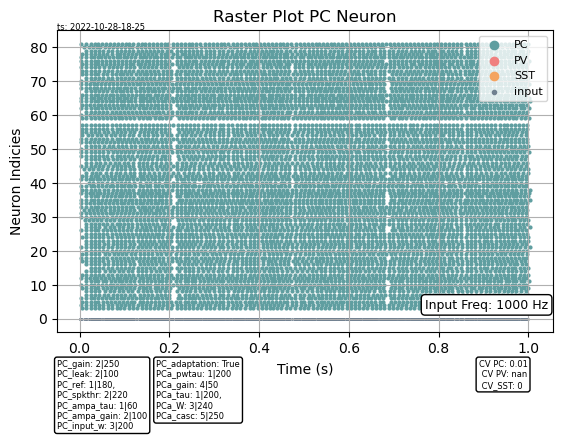 Raster Plot PC Neuron
ts: 2022-10-28-18-25
PC
PV
SST
input
80
70
60
50
40
30
20
10
0
Neuron Indicies
Input Freq: 1000 Hz
0.0 0.2 0.4 0.6 0.8 1.0
Time (s)
PC_gain: 2|250
PC_leak: 2|100
PC_ref: 1|180,
PC_spkthr: 2|220
PC_ampa_tau: 1|60
PC_ampa_gain: 2|100
PC_input_w: 3|200
PC_adaptation: True
PCa_pwtau: 1|200
PCa_gain: 4|50
PCa_tau: 1|200,
PCa_W: 3|240
PCa_casc: 5|250
CV PC: 0.01
CV PV: nan
CV_SST: 0